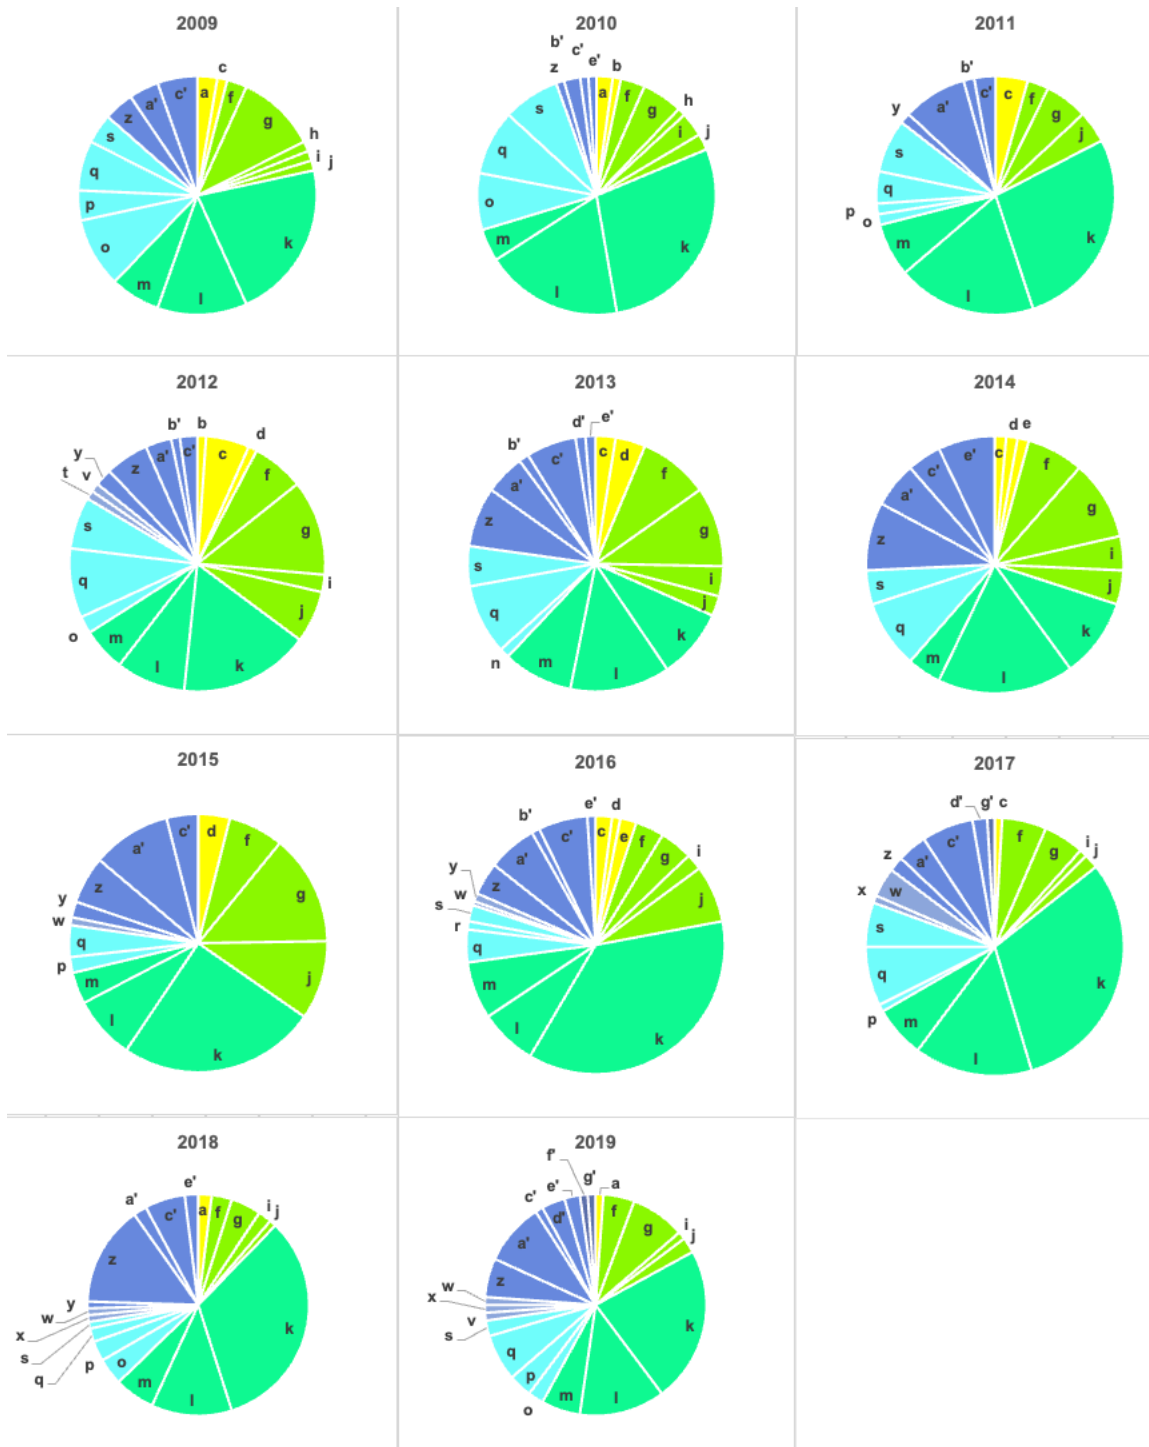 2009
a
c
f
g
h
i
j
k
l
m
o
p
q
s
z
a'
c'
2010
a
b
f
g
h
i
j
k
l
m
o
q
s
z
b'
c'
e'
2011
c
f
g
j
k
l
m
o
p
q
s
y
b'
c'
2012
b
c
d
f
g
i
j
k
l
m
o
q
s
t
v
y
z
a'
b'
c'
2013
c
d
f
g
i
j
k
l
m
n
q
s
z
a'
b'
c'
d'
e'
2014
c
d
e
f
g
i
j
k
l
m
q
s
z
a'
c'
e'
2015
d
f
g
j
k
l
m
p
q
w
y
z
a'
c'
2016
c
d
e
f
g
i
j
k
l
m
q
r
s
w
y
z
a'
b'
c'
e'
2017
c
f
g
i
j
k
l
m
p
q
s
x
w
z
a'
c'
d'
g'
2018
a
f
g
i
j
k
l
m
o
p
q
s
x
w
y
z
a'
c'
e'
2019
a
f
g
i
j
k
l
m
o
p
q
s
v
x
w
z
a'
c'
d'
e'
f'
g'